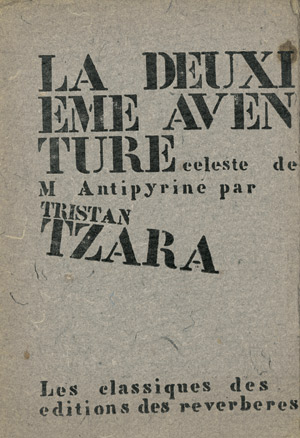 LA DEUXI
EME AVEN
TURE celeste de
M Antipyrine par
TRISTAN
TZARA
Les classiques des
editions des reverberes